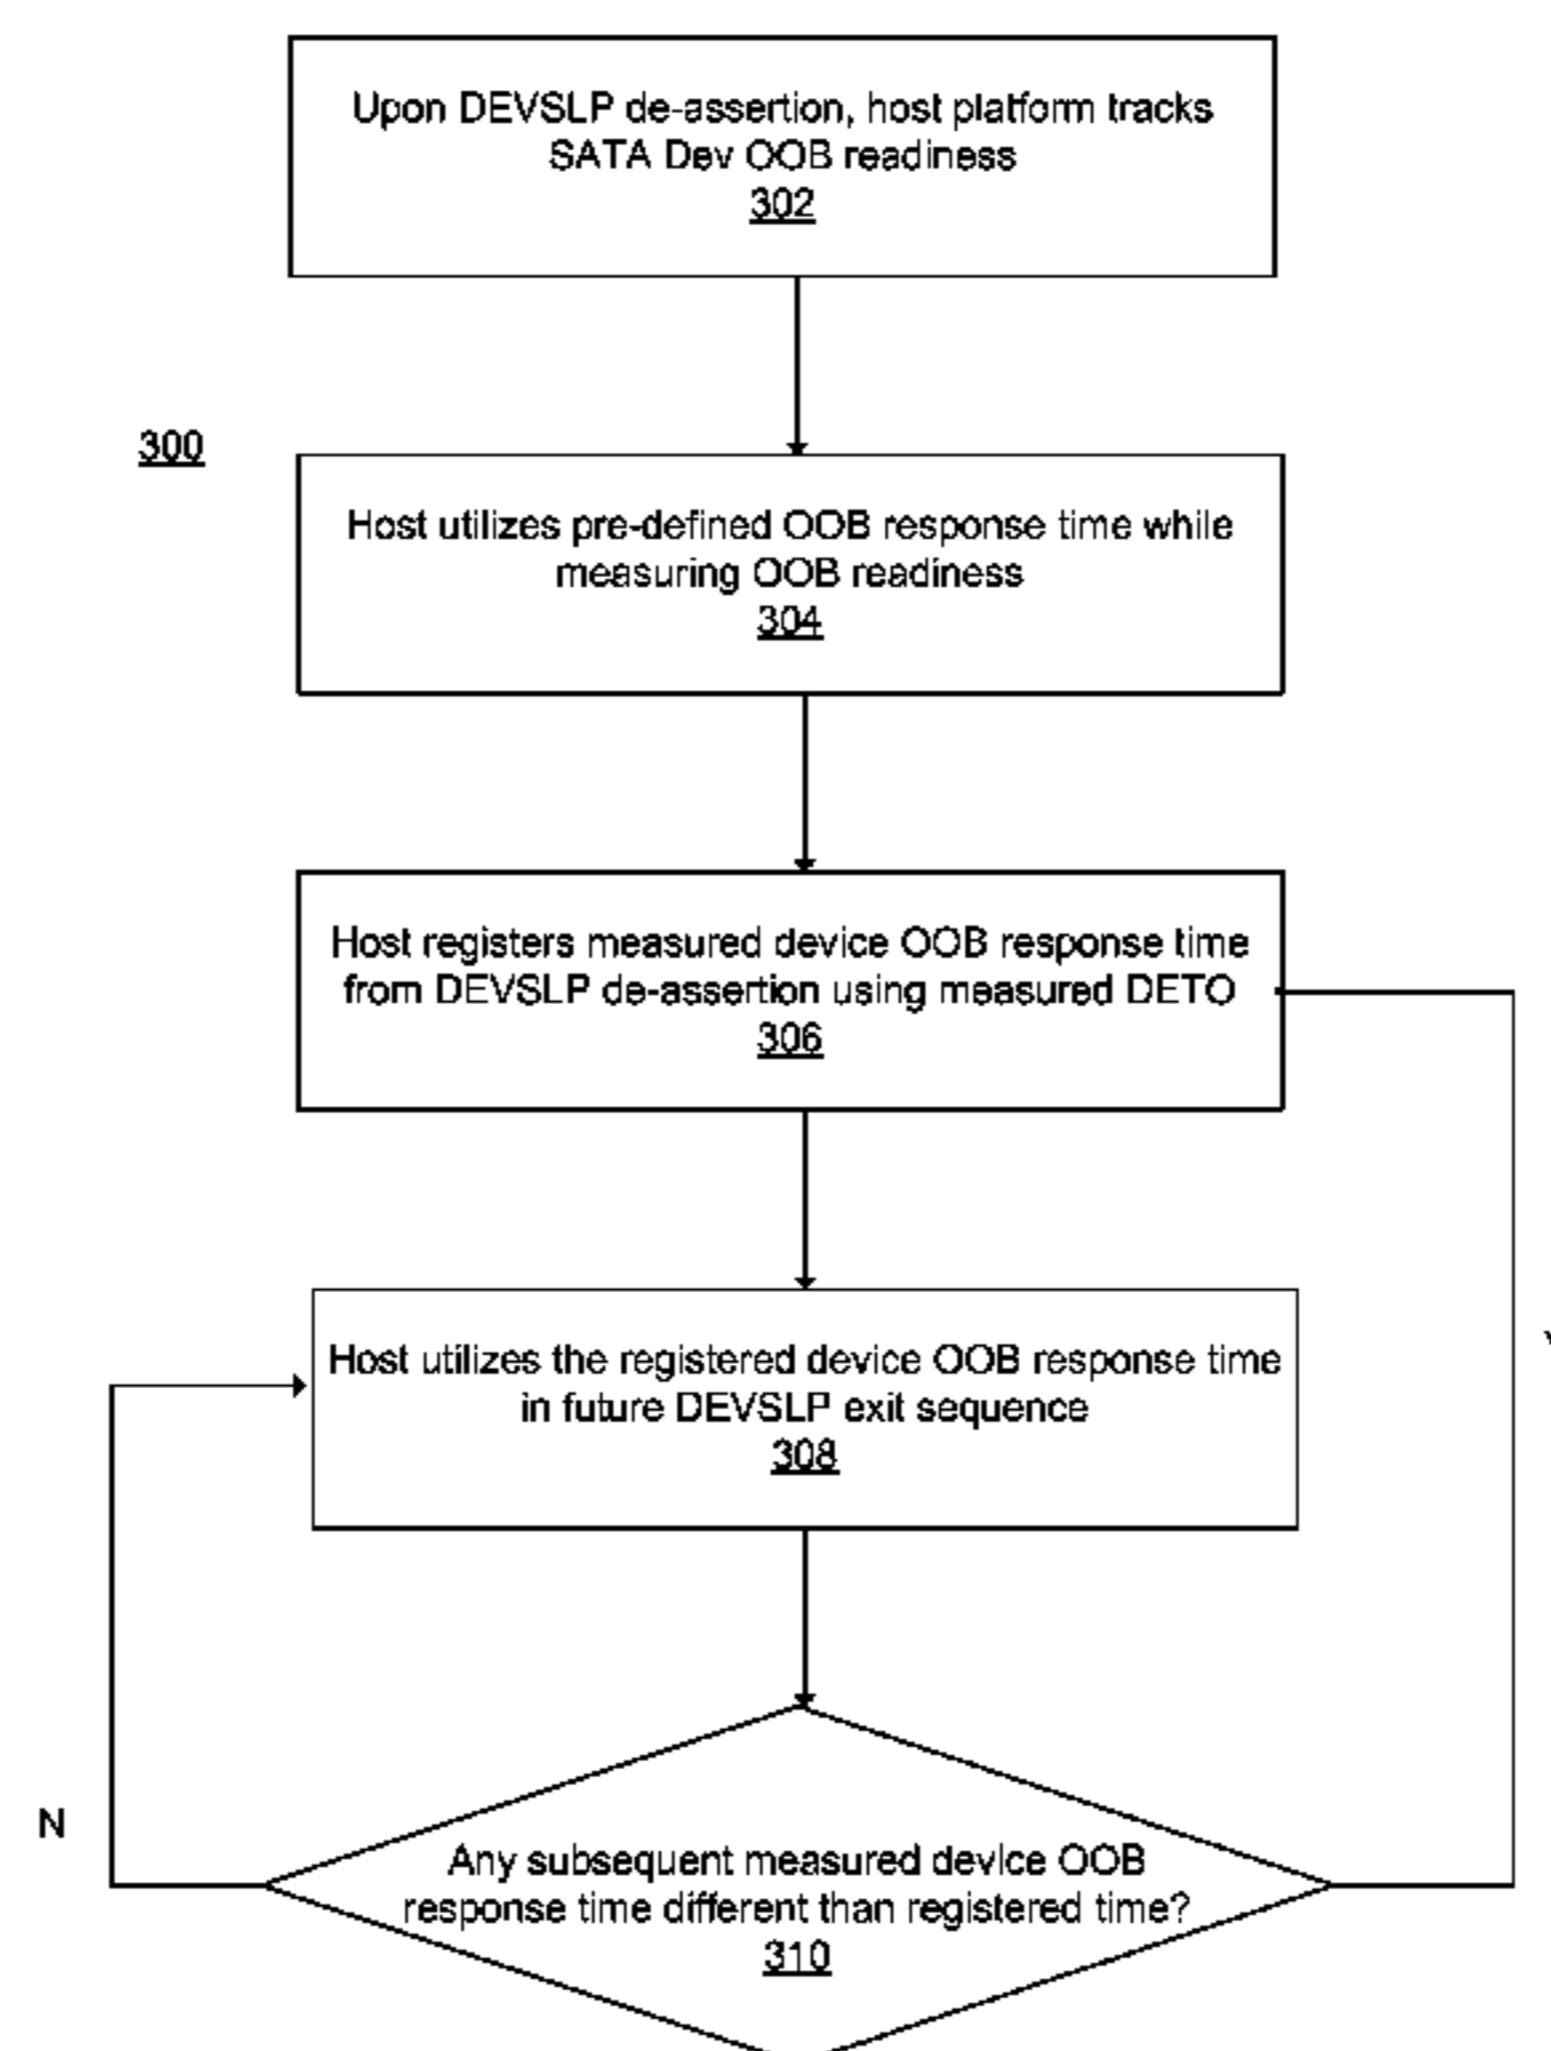 Upon DEVSLP de-assertion, host platform tracks
SATA Dev OOB readiness
302
300
Host utilizes pre-defined OOB response time while
measuring OOB readiness
304
Host registers measured device OOB response time
from DEVSLP de-assertion using measured DETO
306
Host utilizes the registered device OOB response time
in future DEVSLP exit sequence
308
N
Any subsequent measured device OOB
response time different than registered time?
310